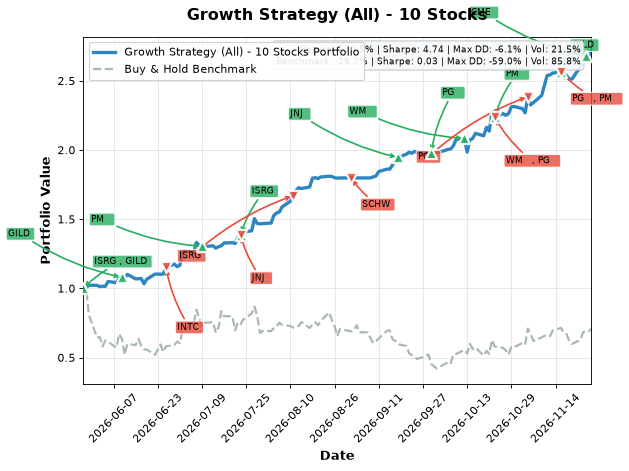 Growth Strategy (All) - 10 Stocks
GME
GILD
Growth Strategy (All) - 10 Stocks Portfolio
% | Sharpe: 4.74 | Max DD: -6.1% | Vol: 21.5%
Buy & Hold Benchmark
| Sharpe: 0.03 | Max DD: -59.0% | Vol: 85.8%
2.5
PM
PG
PG , PM
JNJ
WM
2.0
WM , PG
ISRG
SCHW
1.5
PM
GILD
ISRG
ISRG , GILD
JNJ
1.0
INTC
0.5
Portfolio Value
2026-06-07
2026-06-23
2026-07-09
2026-07-25
2026-08-10
2026-08-26
2026-09-11
2026-09-27
2026-10-13
2026-10-29
2026-11-14
Date